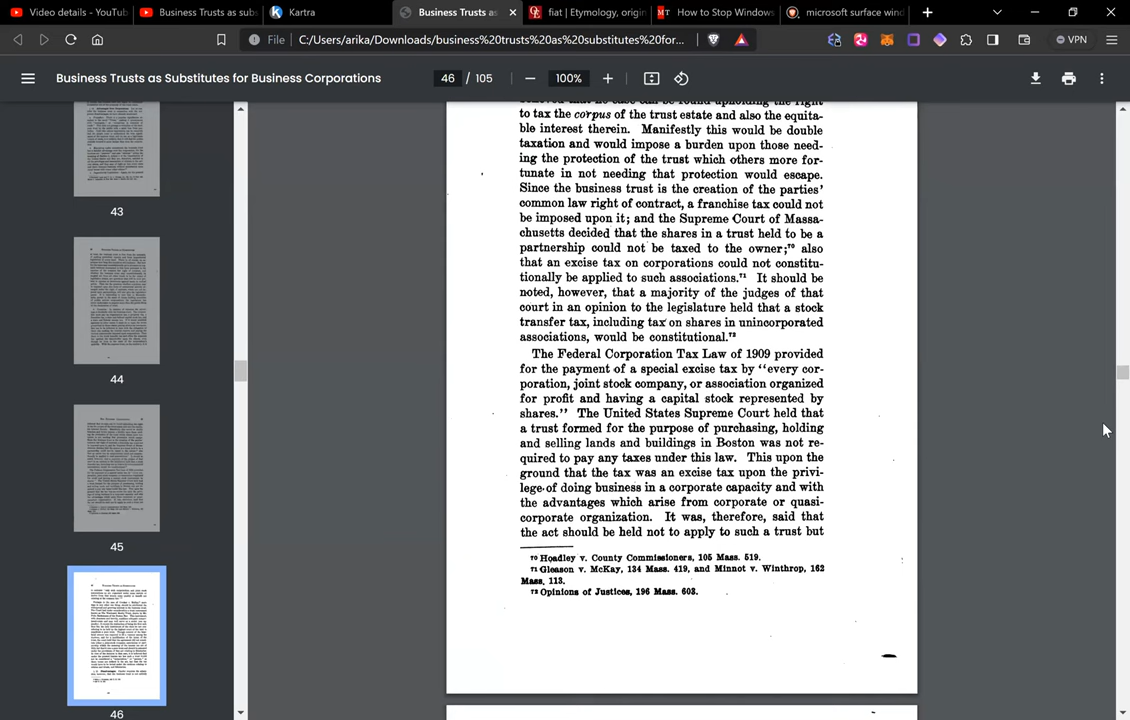 Video details - YouTub
Business Trusts as sub
Kartra
Business Trusts as
fiat | Etymology, origin
How to Stop Windows
microsoft surface wind
File
C:/Users/arika/Downloads/business%20trusts%20as%20substitutes%20for...
VPN
Business Trusts as Substitutes for Business Corporations
46 / 105
100%
43
44
45
46
to tax the corpus of the trust estate and also the equita-
ble interest therein. Manifestly this would be double
taxation and would impose a burden upon those need-
ing the protection of the trust which others more for-
tunate in not needing that protection would escape.
Since the business trust is the creation of the parties'
common law right of contract, a franchise tax could not
be imposed upon it; and the Supreme Court of Massa-
chusetts decided that the shares in a trust held to be a
partnership could not be taxed to the owner;70 also
that an excise tax on corporations could not constitu-
tionally be applied to such associations.71 It should be
noted, however, that a majority of the judges of that
court in an opinion to the legislature held that a stock
transfer tax, including tax on shares in unincorporated
associations, would be constitutional.72
The Federal Corporation Tax Law of 1909 provided
for the payment of a special excise tax by "every cor-
poration, joint stock company, or association organized
for profit and having a capital stock represented by
shares." The United States Supreme Court held that
a trust formed for the purpose of purchasing, holding
and selling lands and buildings in Boston was not re-
quired to pay any taxes under this law. This upon the
ground that the tax was an excise tax upon the privi-
lege of doing business in a corporate capacity and with
the advantages which arise from corporate or quasi-
corporate organization. It was, therefore, said that
the act should be held not to apply to such a trust but
70 Hoadley v. County Commissioners, 105 Mass. 519.
71 Gleason v. McKay, 134 Mass. 419, and Minnot v. Winthrop, 162
Mass. 113.
72 Opinions of Justices, 196 Mass. 603.